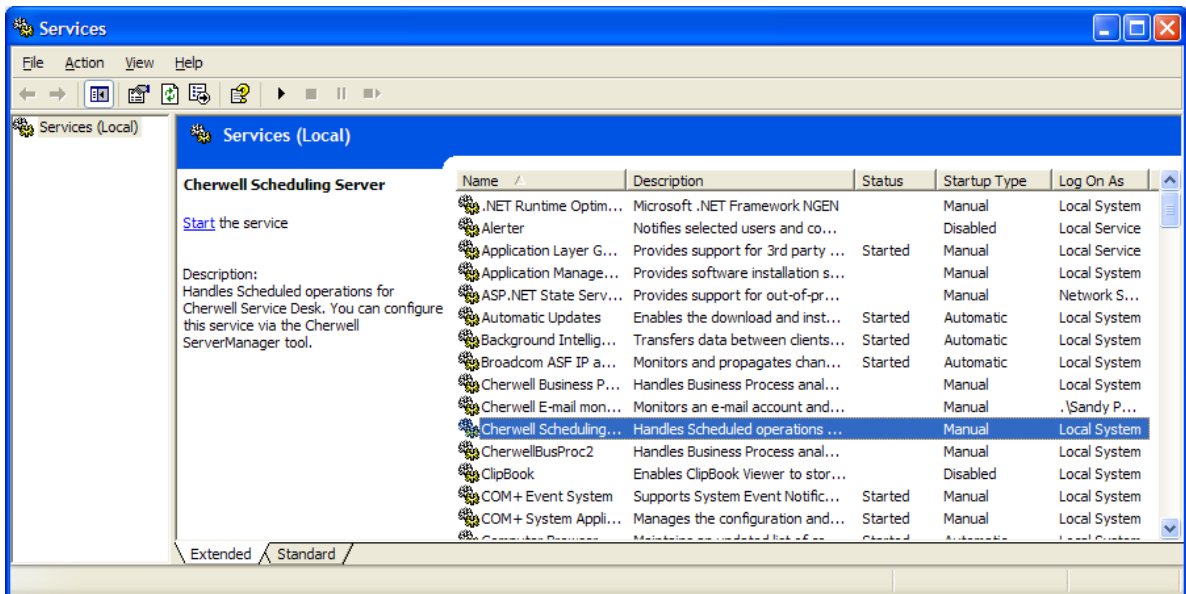 Services
File Action View Help
Services (Local)
Services (Local)
Cherwell Scheduling Server
Start the service
Description:
Handles Scheduled operations for
Cherwell Service Desk. You can configure
this service via the Cherwell
ServerManager tool.
Name Description Status Startup Type Log On As
.NET Runtime Optim... Microsoft .NET Framework NGEN Manual Local System
Alerter Notifies selected users and co... Disabled Local Service
Application Layer G... Provides support for 3rd party ... Started Manual Local Service
Application Manage... Provides software installation s... Manual Local System
ASP.NET State Serv... Provides support for out-of-pr... Manual Network S...
Automatic Updates Enables the download and inst... Started Automatic Local System
Background Intellig... Transfers data between clients... Started Automatic Local System
Broadcom ASF IP a... Monitors and propagates chan... Started Automatic Local System
Cherwell Business P... Handles Business Process anal... Manual Local System
Cherwell E-mail mon... Monitors an e-mail account and... Manual .\Sandy P...
Cherwell Scheduling... Handles Scheduled operations ... Manual Local System
CherwellBusProc2 Handles Business Process anal... Manual Local System
ClipBook Enables ClipBook Viewer to stor... Disabled Local System
COM+ Event System Supports System Event Notific... Started Manual Local System
COM+ System Appli... Manages the configuration and... Started Manual Local System
Extended Standard